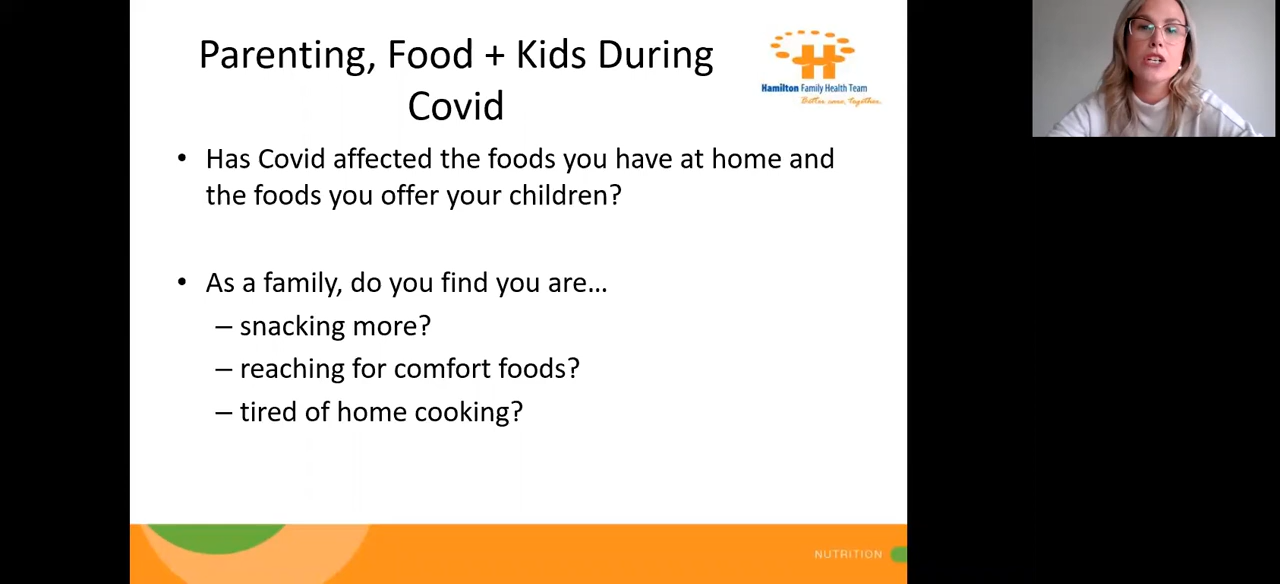 Parenting, Food + Kids During
Covid
Hamilton Family Health Team
Better care, together.
• Has Covid affected the foods you have at home and
the foods you offer your children?
• As a family, do you find you are…
– snacking more?
– reaching for comfort foods?
– tired of home cooking?
NUTRITION